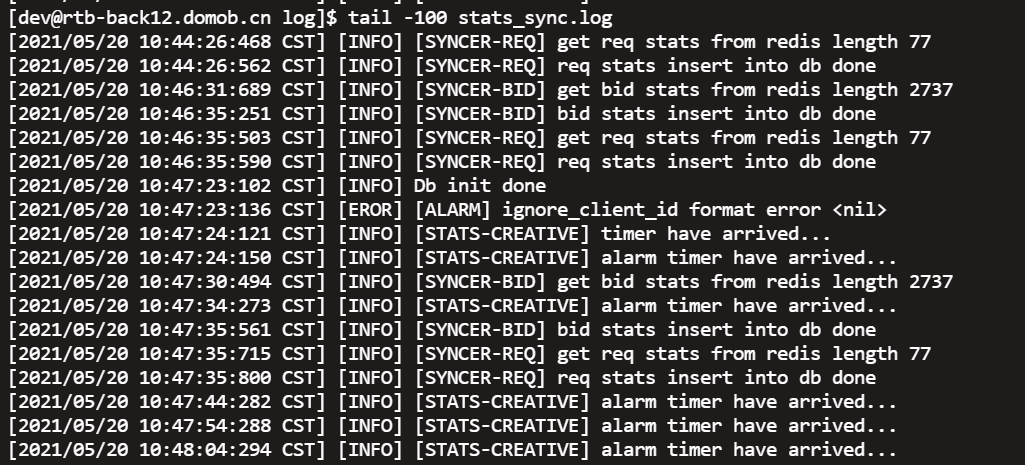 [dev@rtb-back12.domob.cn log]$ tail -100 stats_sync.log
[2021/05/20 10:44:26:468 CST] [INFO] [SYNCER-REQ] get req stats from redis length 77
[2021/05/20 10:44:26:562 CST] [INFO] [SYNCER-REQ] req stats insert into db done
[2021/05/20 10:46:31:689 CST] [INFO] [SYNCER-BID] get bid stats from redis length 2737
[2021/05/20 10:46:35:251 CST] [INFO] [SYNCER-BID] bid stats insert into db done
[2021/05/20 10:46:35:503 CST] [INFO] [SYNCER-REQ] get req stats from redis length 77
[2021/05/20 10:46:35:590 CST] [INFO] [SYNCER-REQ] req stats insert into db done
[2021/05/20 10:47:23:102 CST] [INFO] Db init done
[2021/05/20 10:47:23:136 CST] [EROR] [ALARM] ignore_client_id format error <nil>
[2021/05/20 10:47:24:121 CST] [INFO] [STATS-CREATIVE] timer have arrived...
[2021/05/20 10:47:24:150 CST] [INFO] [STATS-CREATIVE] alarm timer have arrived...
[2021/05/20 10:47:30:494 CST] [INFO] [SYNCER-BID] get bid stats from redis length 2737
[2021/05/20 10:47:34:273 CST] [INFO] [STATS-CREATIVE] alarm timer have arrived...
[2021/05/20 10:47:35:561 CST] [INFO] [SYNCER-BID] bid stats insert into db done
[2021/05/20 10:47:35:715 CST] [INFO] [SYNCER-REQ] get req stats from redis length 77
[2021/05/20 10:47:35:800 CST] [INFO] [SYNCER-REQ] req stats insert into db done
[2021/05/20 10:47:44:282 CST] [INFO] [STATS-CREATIVE] alarm timer have arrived...
[2021/05/20 10:47:54:288 CST] [INFO] [STATS-CREATIVE] alarm timer have arrived...
[2021/05/20 10:48:04:294 CST] [INFO] [STATS-CREATIVE] alarm timer have arrived...